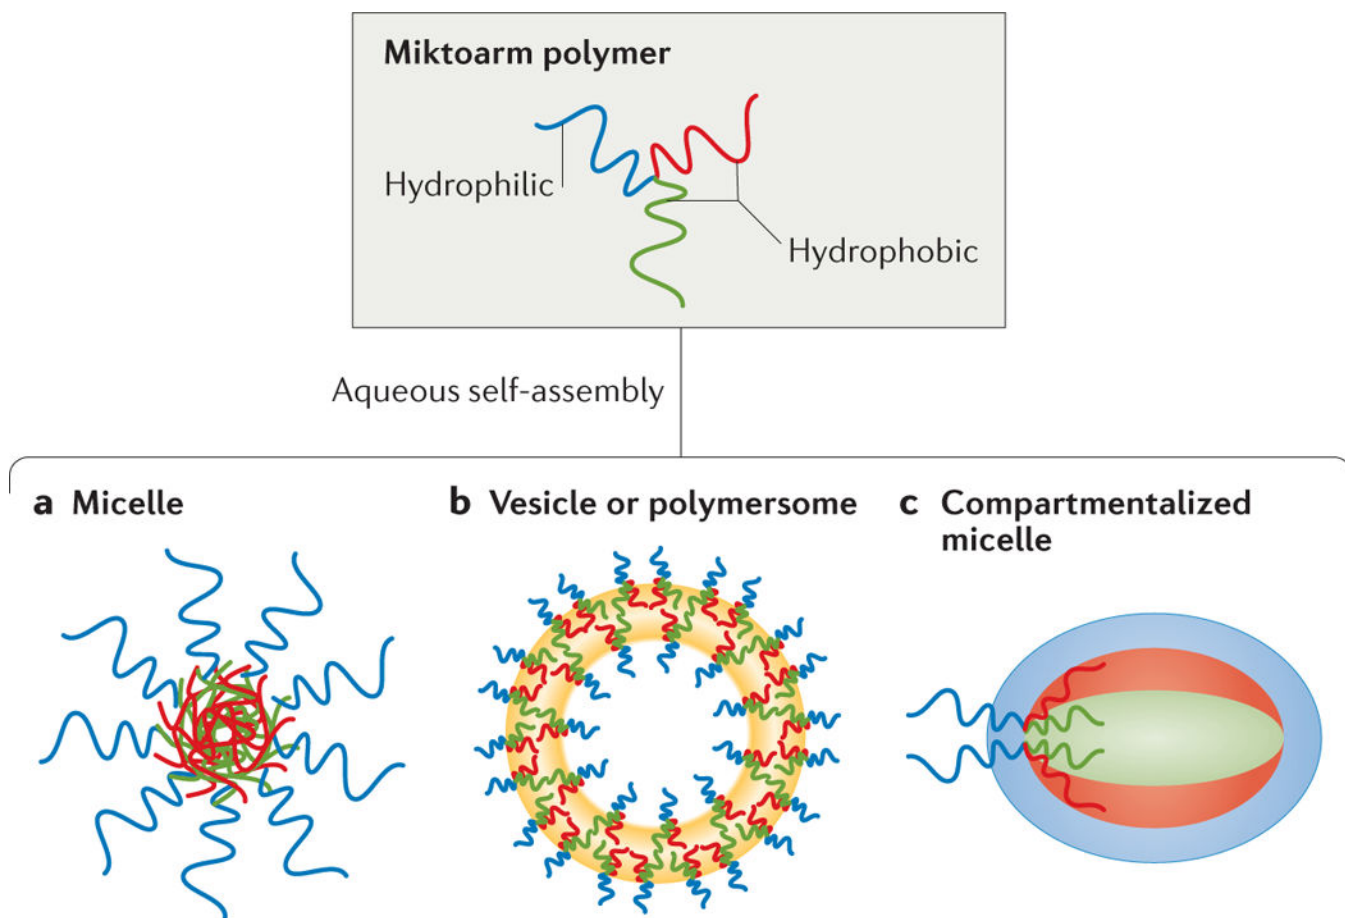 Miktoarm polymer
Hydrophilic
Hydrophobic
Aqueous self-assembly
a Micelle
b Vesicle or polymersome
c Compartmentalized
micelle